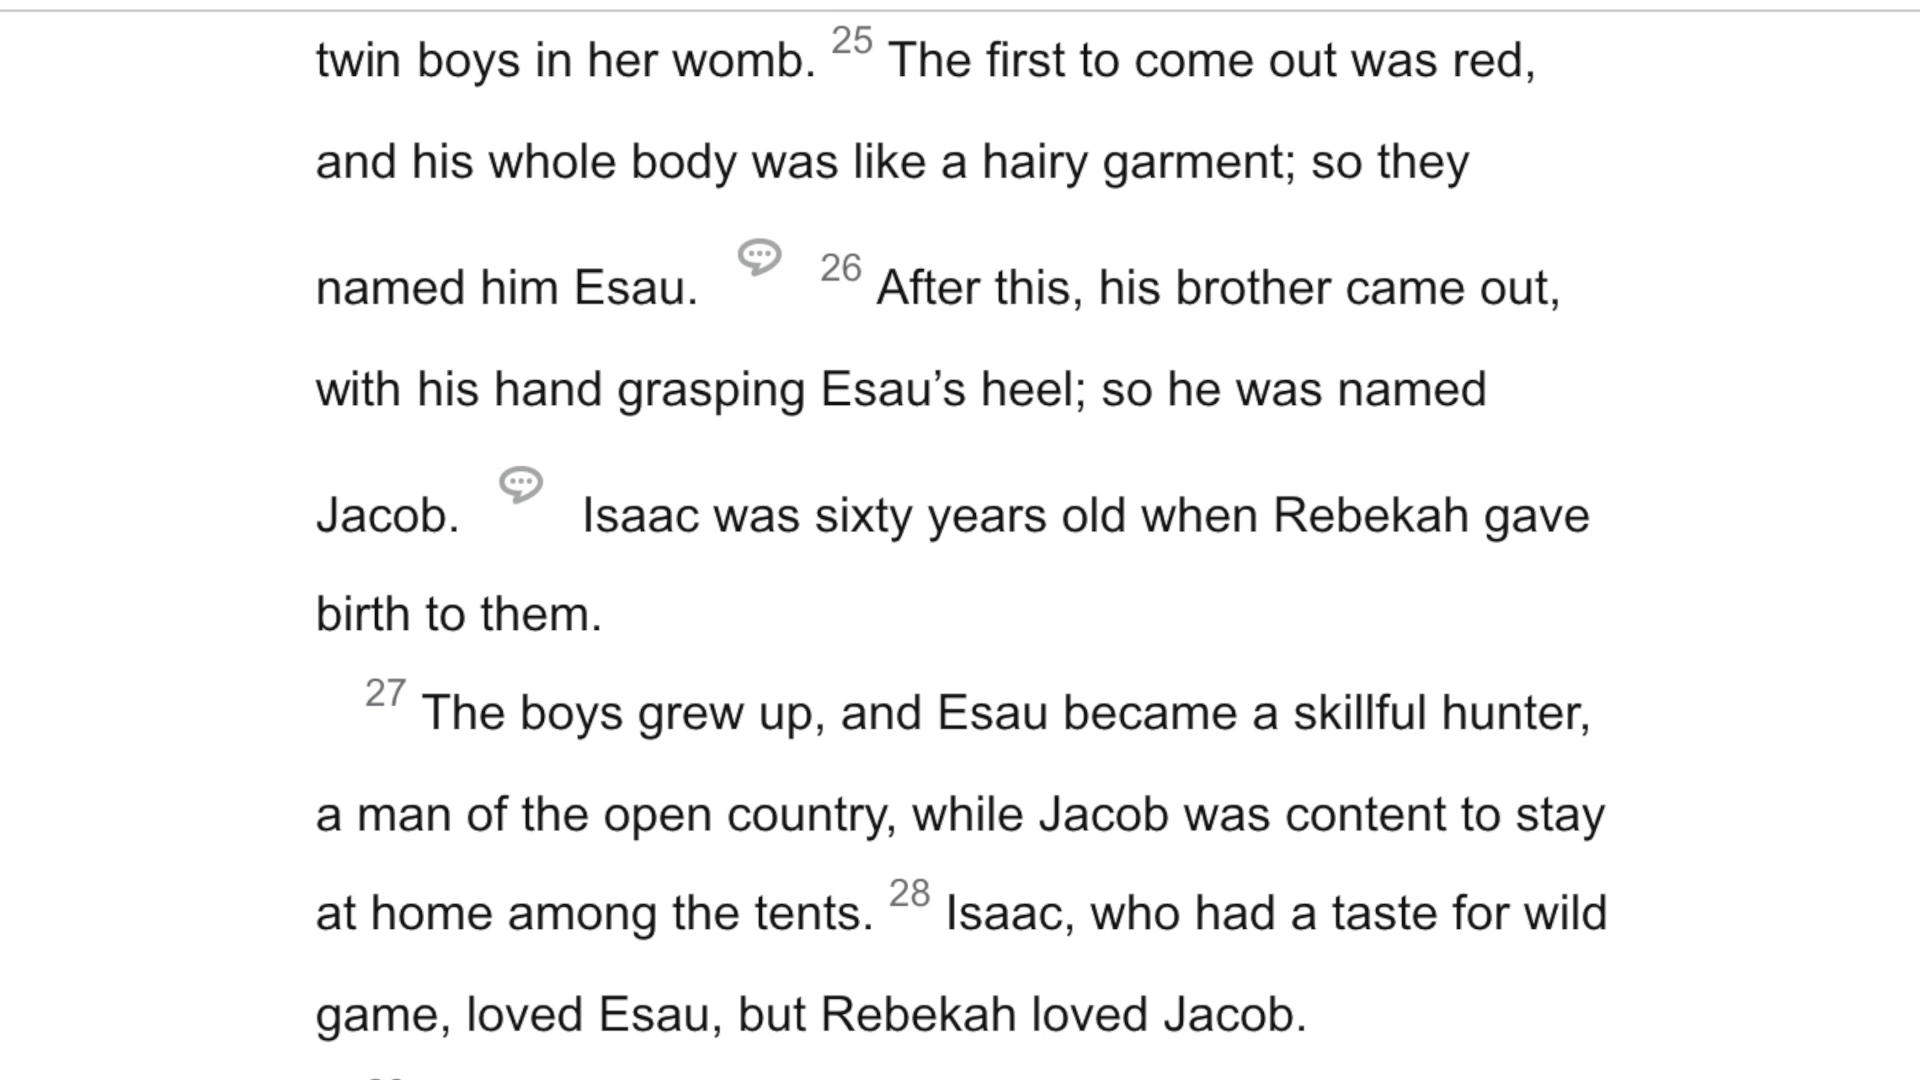 twin boys in her womb. 25 The first to come out was red,
and his whole body was like a hairy garment; so they
named him Esau. 26 After this, his brother came out,
with his hand grasping Esau’s heel; so he was named
Jacob. Isaac was sixty years old when Rebekah gave
birth to them.
27 The boys grew up, and Esau became a skillful hunter,
a man of the open country, while Jacob was content to stay
at home among the tents. 28 Isaac, who had a taste for wild
game, loved Esau, but Rebekah loved Jacob.